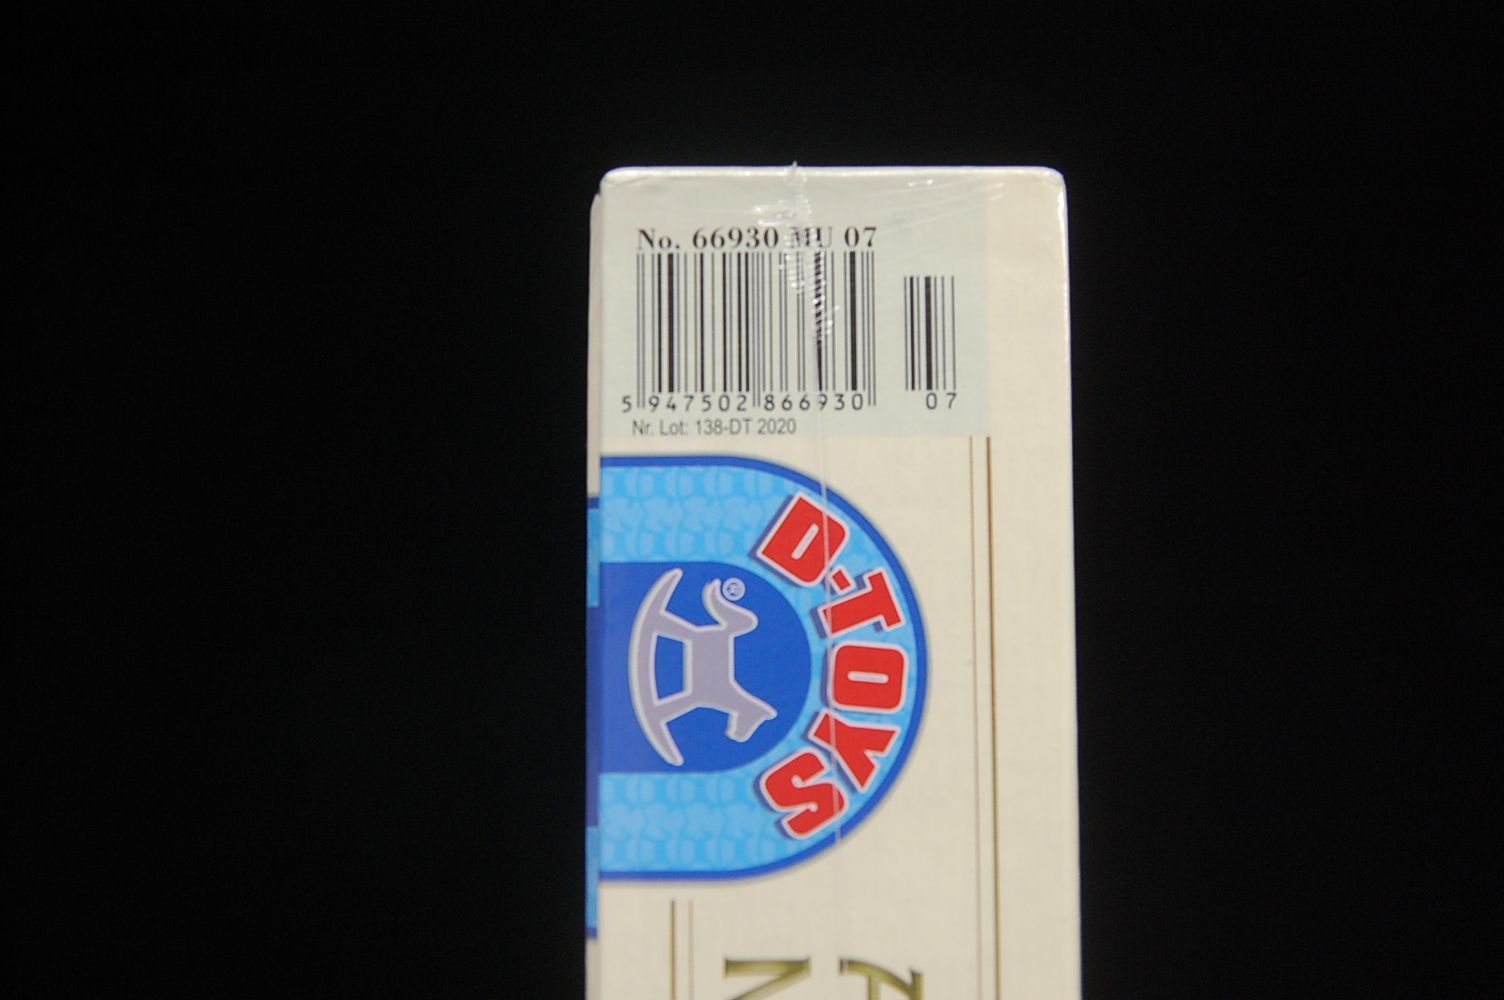 No. 66930 MU 07
5 947502 866930 07
Nr. Lot: 138-DT 2020
D-TOYS
®